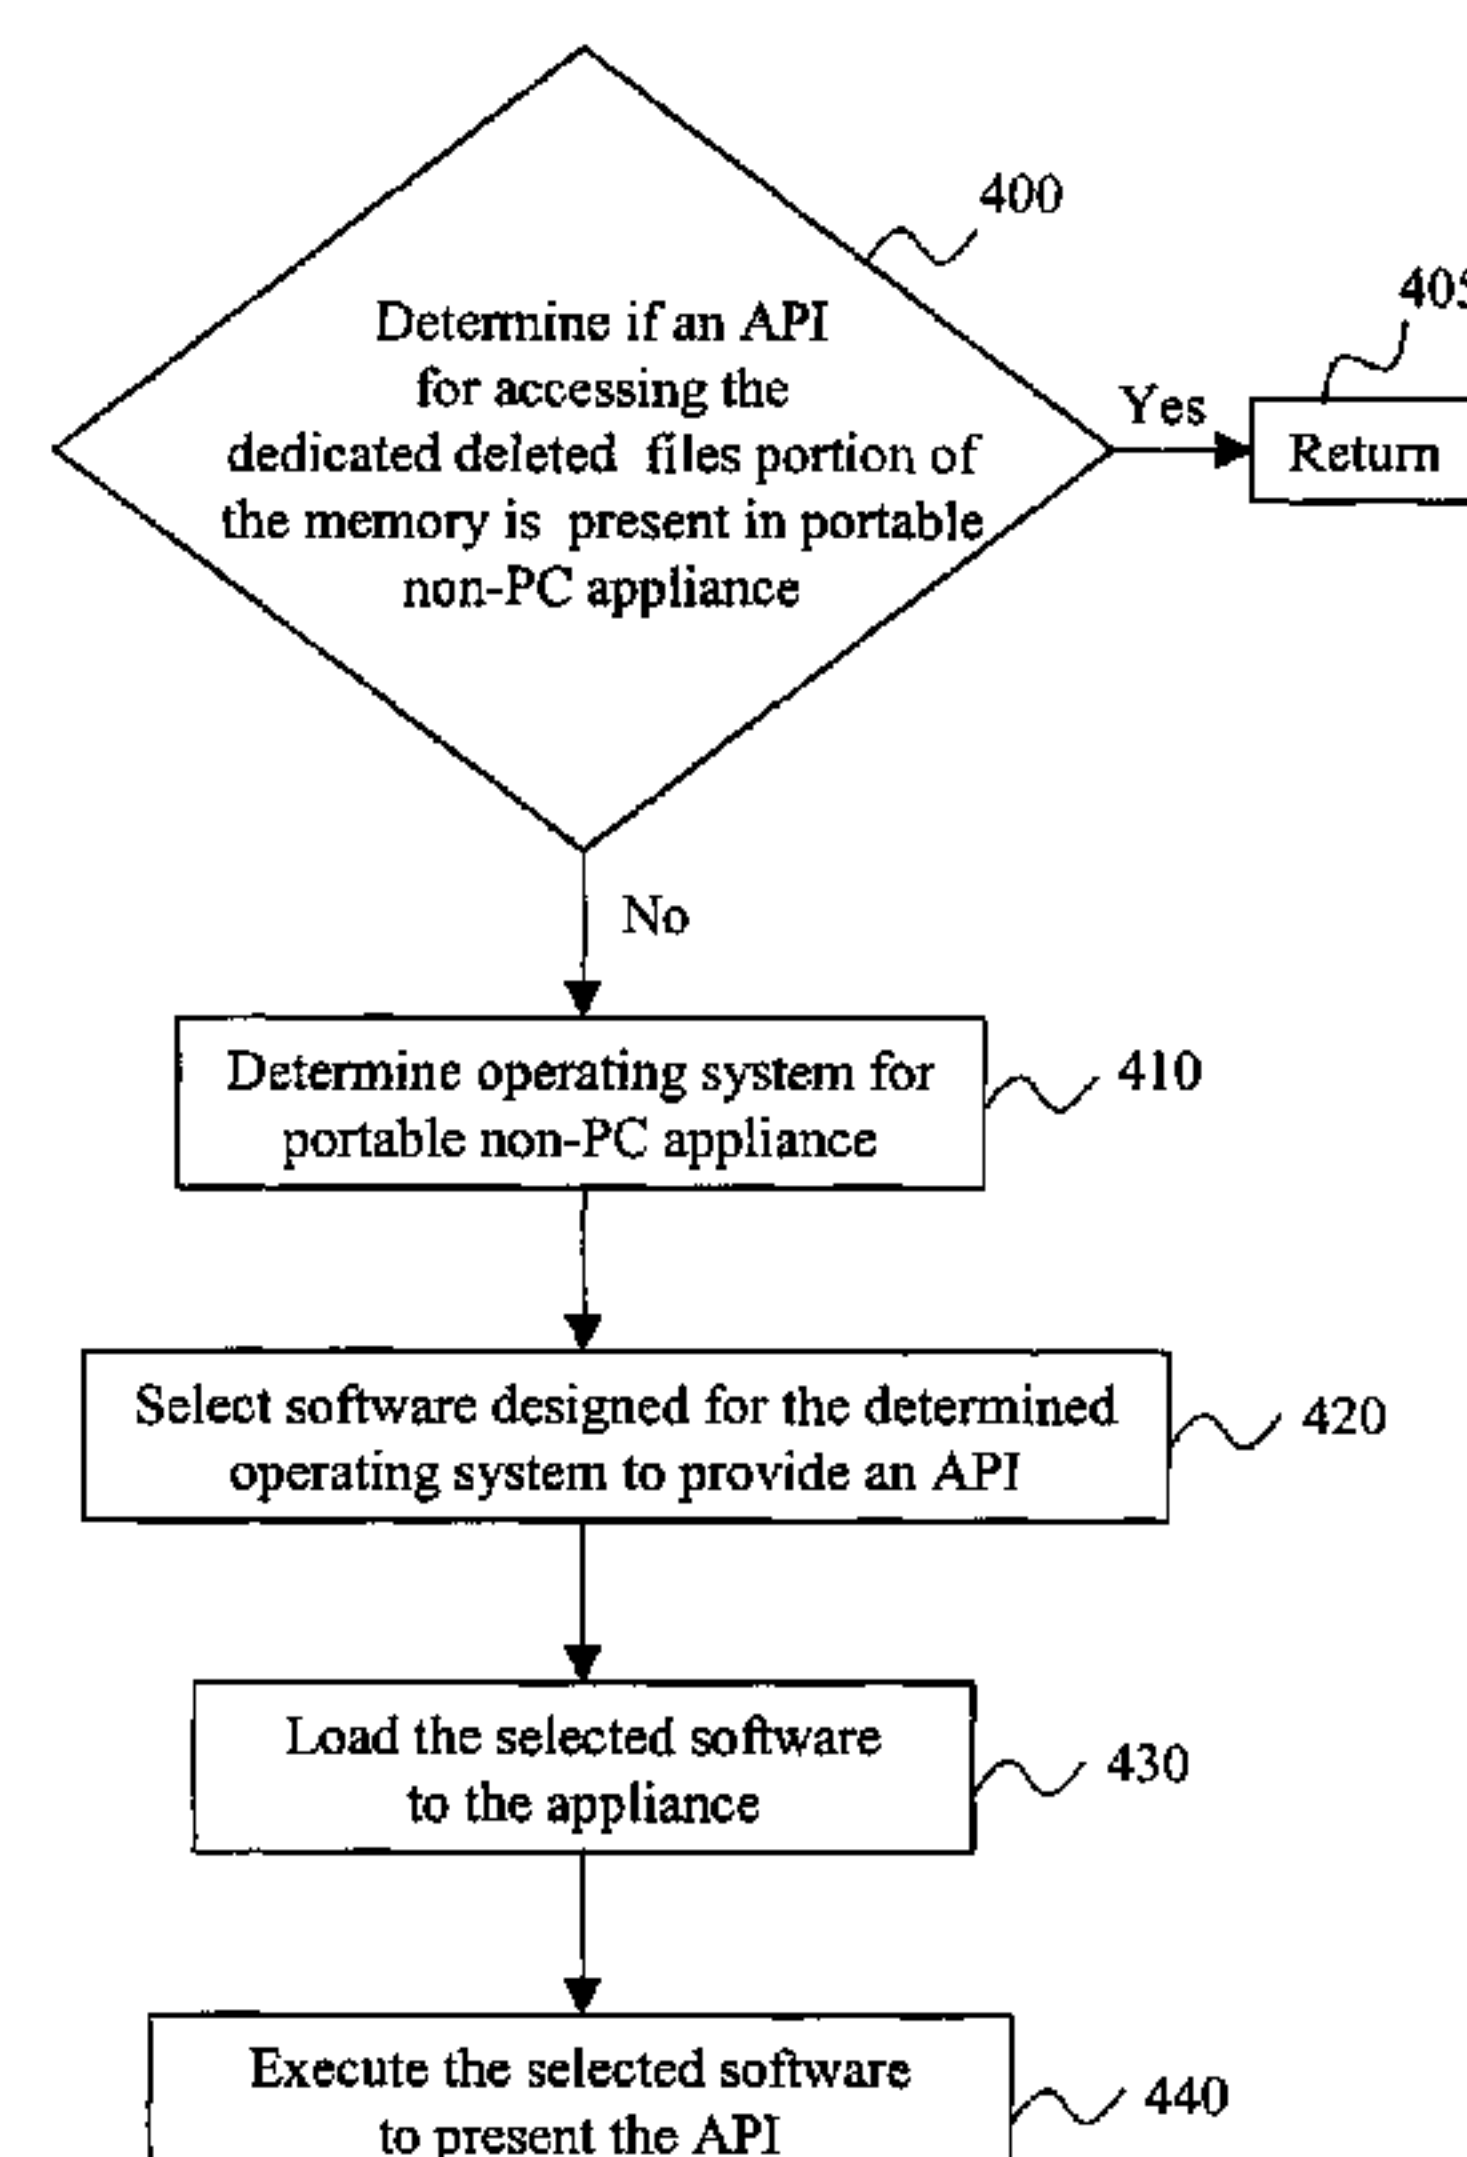 400
Determine if an API
for accessing the
dedicated deleted files portion of
the memory is present in portable
non-PC appliance
405
Yes
Return
No
Determine operating system for
portable non-PC appliance
410
Select software designed for the determined
operating system to provide an API
420
Load the selected software
to the appliance
430
Execute the selected software
to present the API
440